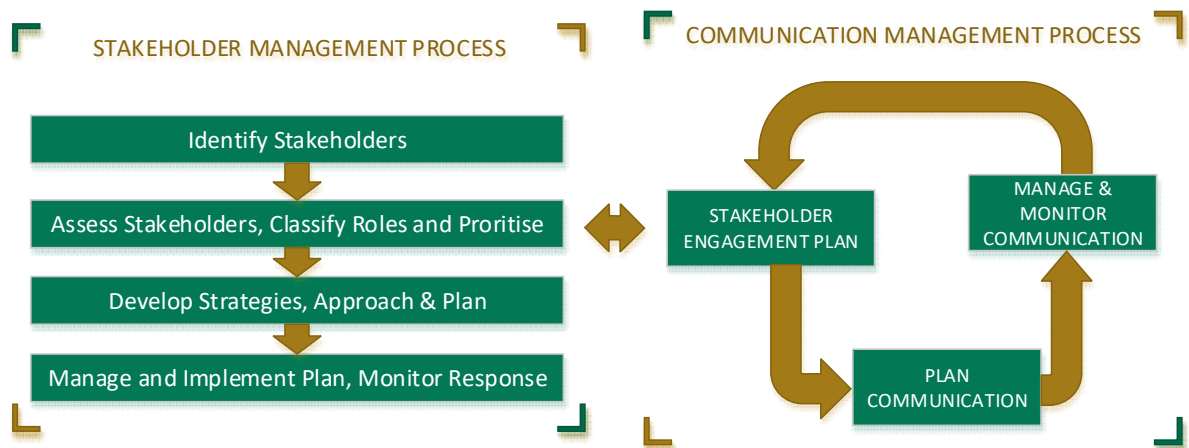 STAKEHOLDER MANAGEMENT PROCESS
Identify Stakeholders
Assess Stakeholders, Classify Roles and Proritise
Develop Strategies, Approach & Plan
Manage and Implement Plan, Monitor Response
COMMUNICATION MANAGEMENT PROCESS
STAKEHOLDER
ENGAGEMENT PLAN
MANAGE &
MONITOR
COMMUNICATION
PLAN
COMMUNICATION